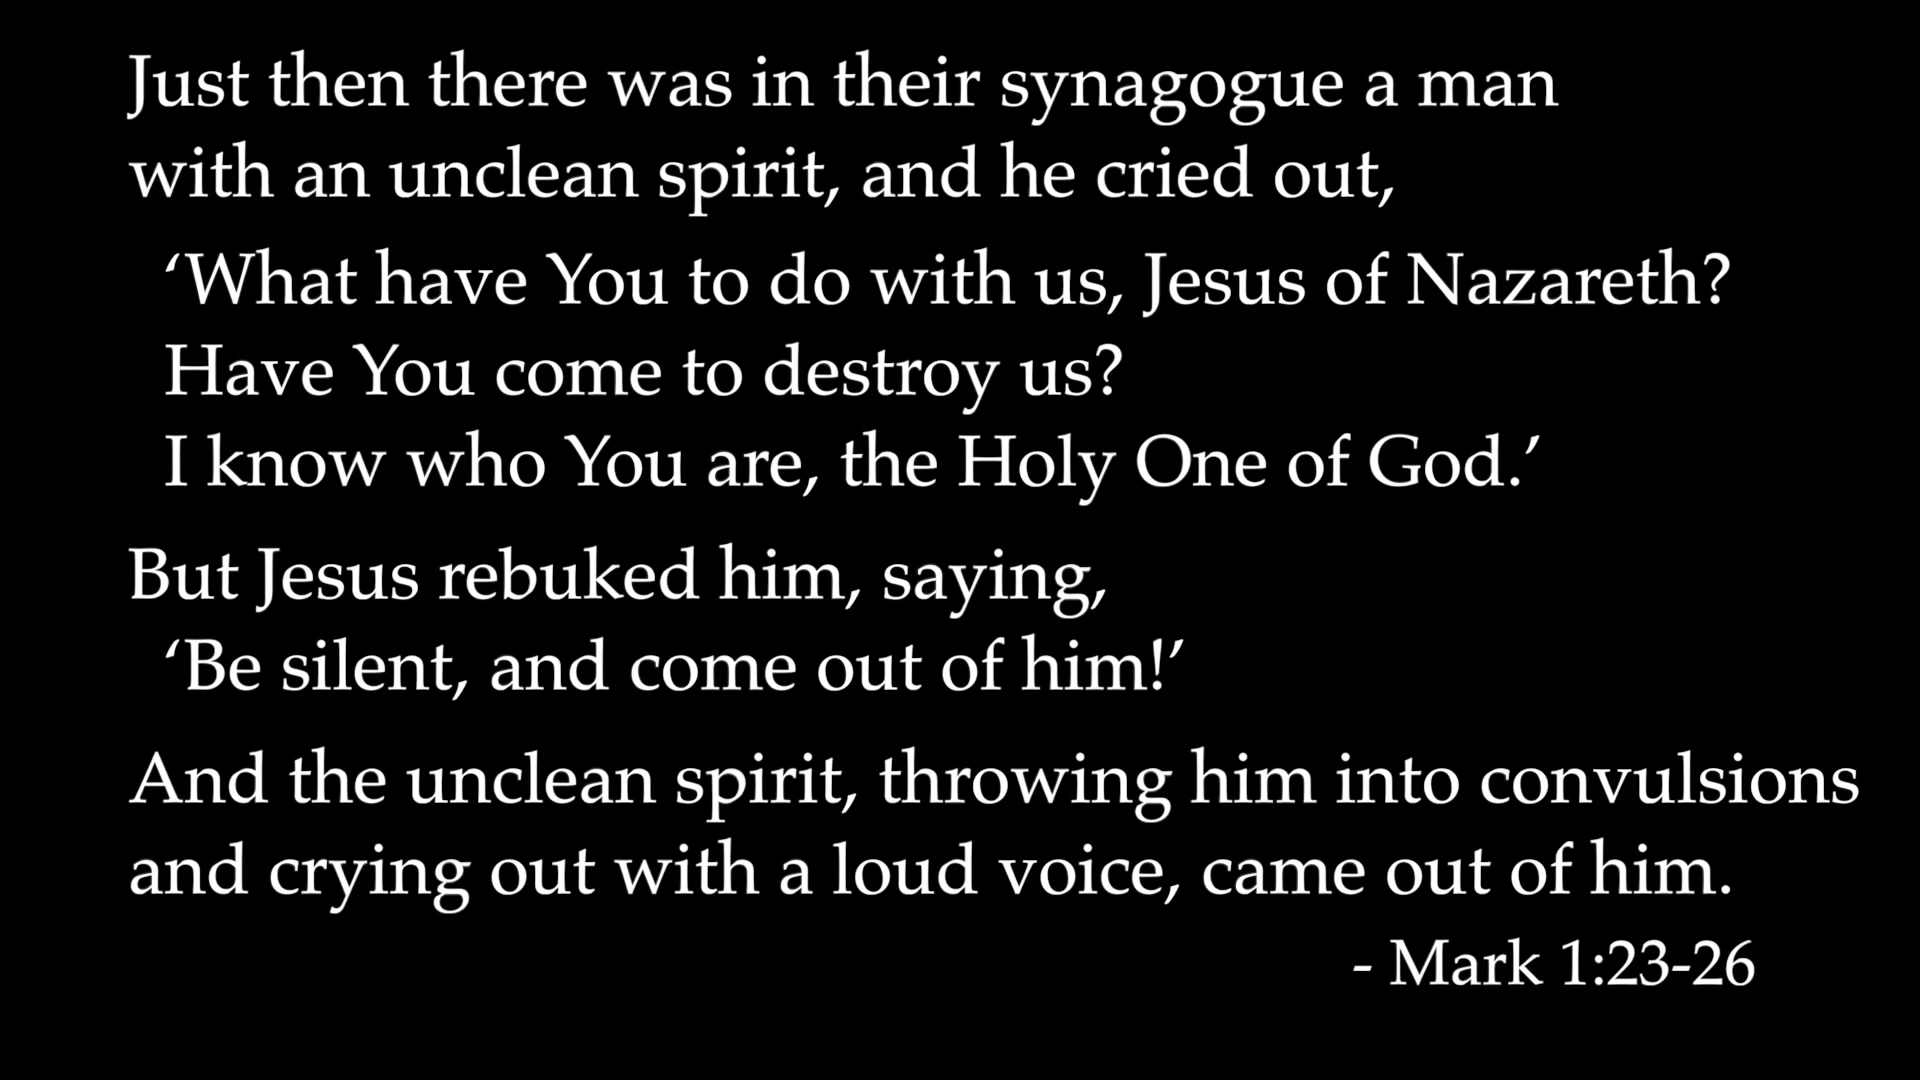 Just then there was in their synagogue a man
with an unclean spirit, and he cried out,
‘What have You to do with us, Jesus of Nazareth?
Have You come to destroy us?
I know who You are, the Holy One of God.’
But Jesus rebuked him, saying,
‘Be silent, and come out of him!’
And the unclean spirit, throwing him into convulsions
and crying out with a loud voice, came out of him.
- Mark 1:23-26